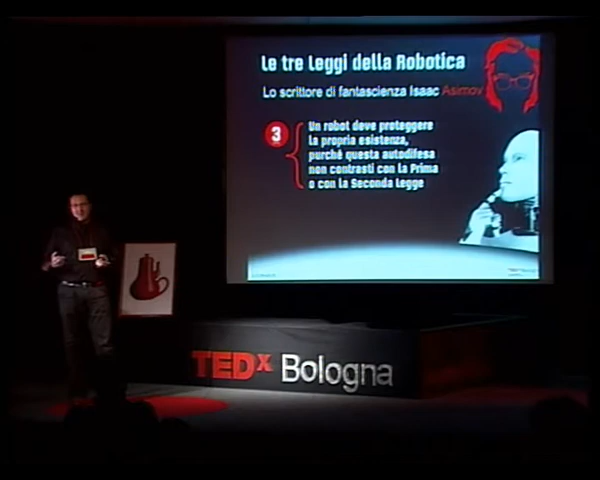 Le tre Leggi della Robotica
Lo scrittore di fantascienza Isaac Asimov
3
Un robot deve proteggere
la propria esistenza,
purché questa autodifesa
non contrasti con la Prima
o con la Seconda legge
TEDx Bologna